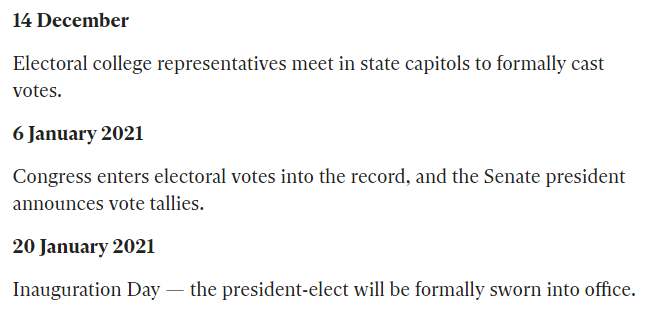 14 December
Electoral college representatives meet in state capitols to formally cast
votes.
6 January 2021
Congress enters electoral votes into the record, and the Senate president
announces vote tallies.
20 January 2021
Inauguration Day — the president-elect will be formally sworn into office.